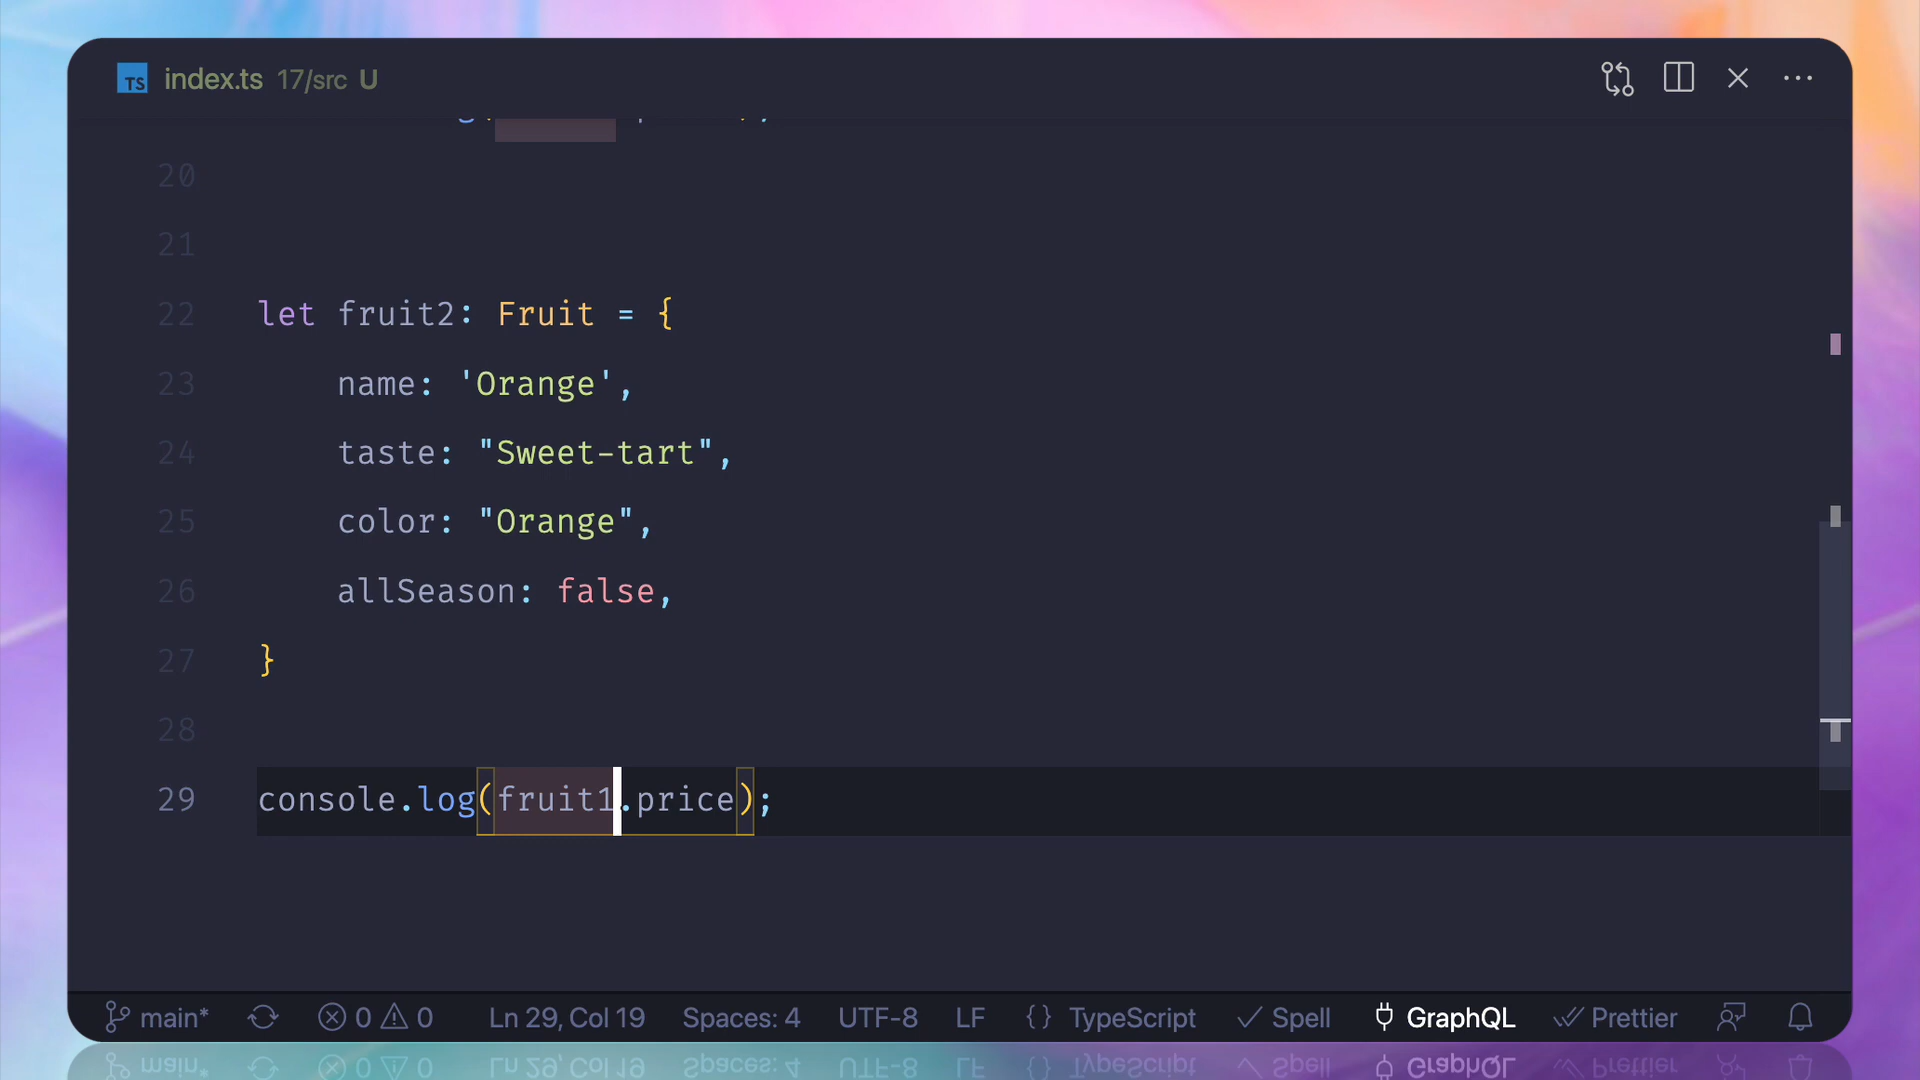 TS index.ts 17/src U
20
21
22 let fruit2: Fruit = {
23 name: 'Orange',
24 taste: "Sweet-tart",
25 color: "Orange",
26 allSeason: false,
27 }
28
29 console.log(fruit1.price);
main* 0 0 Ln 29, Col 19 Spaces: 4 UTF-8 LF {} TypeScript Spell GraphQL Prettier